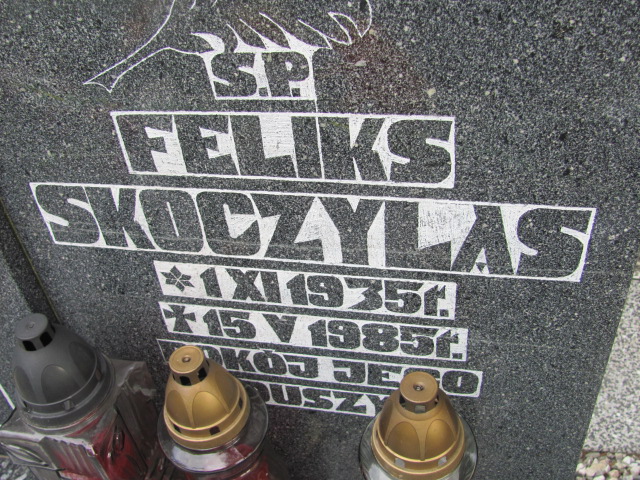 Ś.P.
FELIKS
SKOCZYLAS
* 1 XI 1935r.
✝ 15 V 1985r.
POKÓJ JEGO
DUSZY